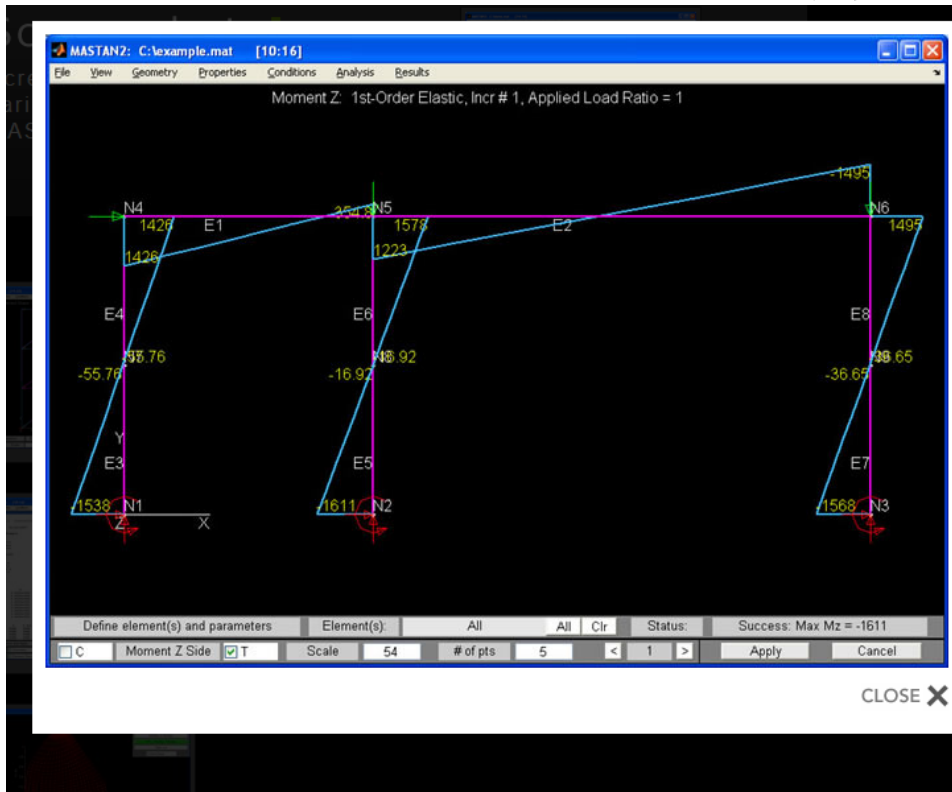 MASTAN2: C:\example.mat [10:16]
File View Geometry Properties Conditions Analysis Results
Moment Z: 1st-Order Elastic, Incr # 1, Applied Load Ratio = 1
-1495
N4 -354.8 N5 N6
1426 E1 1578 E2 1495
1426 1223
E4 E6 E8
-55.76 -16.92 -36.65
Y
E3 E5 E7
-1538 N1 -1611 N2 -1568 N3
Z X
Define element(s) and parameters Element(s): All All Clr Status: Success: Max Mz = -1611
C Moment Z Side T Scale 54 # of pts 5 < 1 > Apply Cancel
CLOSE